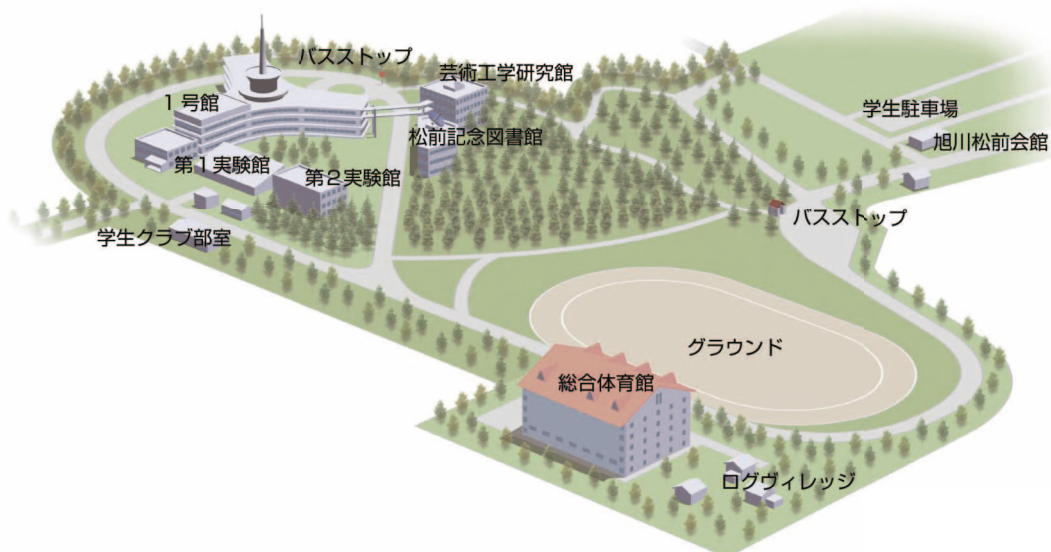 バスストップ
芸術工学研究館
1号館
学生駐車場
松前記念図書館
旭川松前会館
第1実験館
第2実験館
バスストップ
学生クラブ部室
グラウンド
総合体育館
ログヴィレッジ